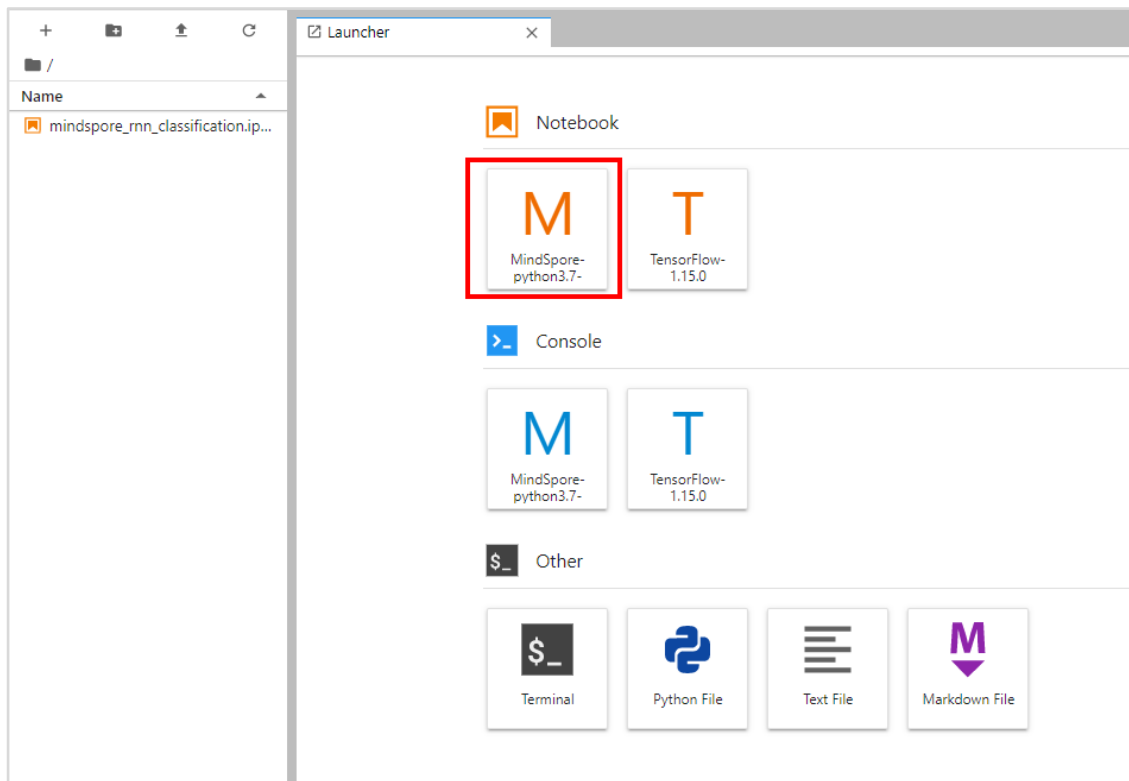 /
Name
mindspore_rnn_classification.ip...
Launcher
Notebook
M
MindSpore-
python3.7-
T
TensorFlow-
1.15.0
Console
M
MindSpore-
python3.7-
T
TensorFlow-
1.15.0
$_ Other
$_
Terminal
Python File
Text File
M
Markdown File